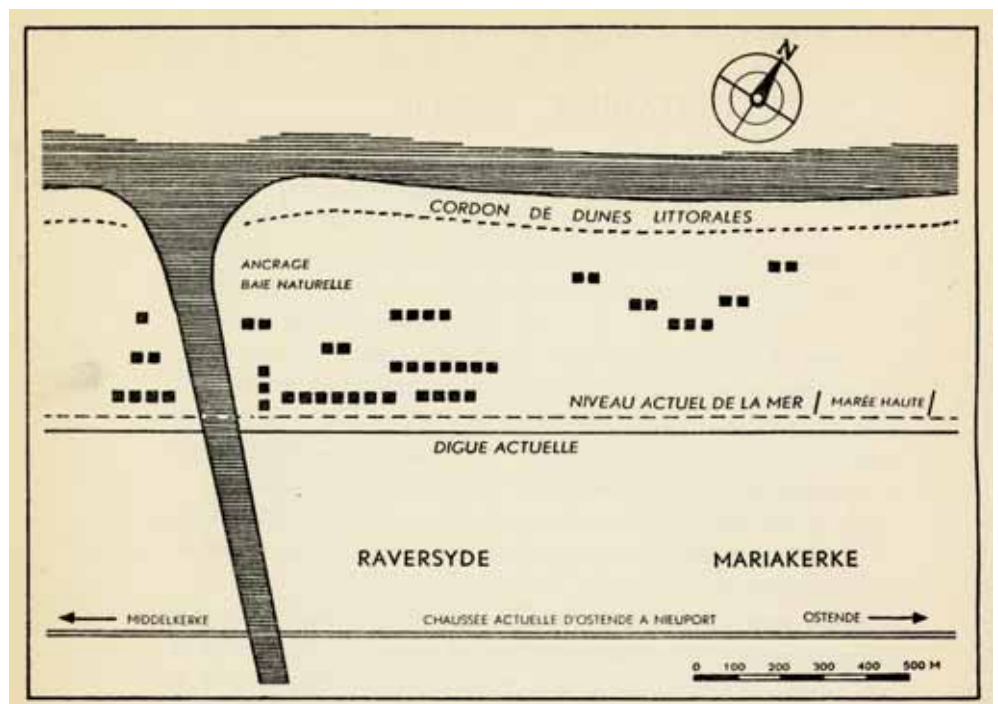 N
CORDON DE DUNES LITTORALES
ANCRAGE
BAIE NATURELLE
NIVEAU ACTUEL DE LA MER / MARÉE HAUTE /
DIGUE ACTUELLE
RAVERSYDE
MARIAKERKE
MIDDELKERKE
CHAUSSÉE ACTUELLE D'OSTENDE A NIEUPORT
OSTENDE
0 100 200 300 400 500 M